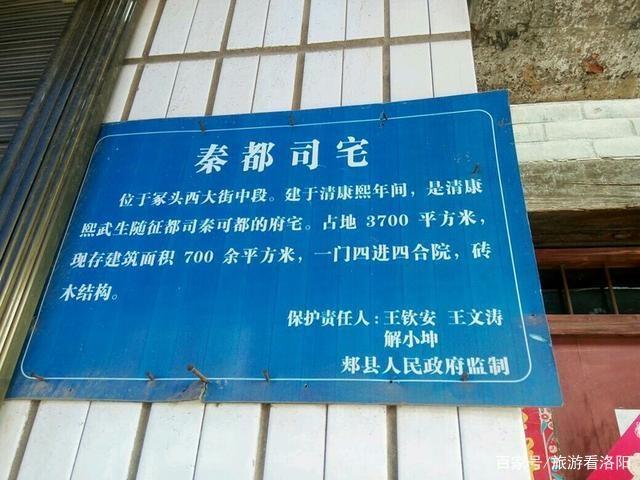 秦都司宅
位于冢头西大街中段。建于清康熙年间，是清康
熙武生随征都司秦可都的府宅。占地 3700 平方米，
现存建筑面积 700 余平方米，一门四进四合院，砖
木结构。
保护责任人：王钦安 王文涛
解小坤
郏县人民政府监制
百家号/旅游看洛阳